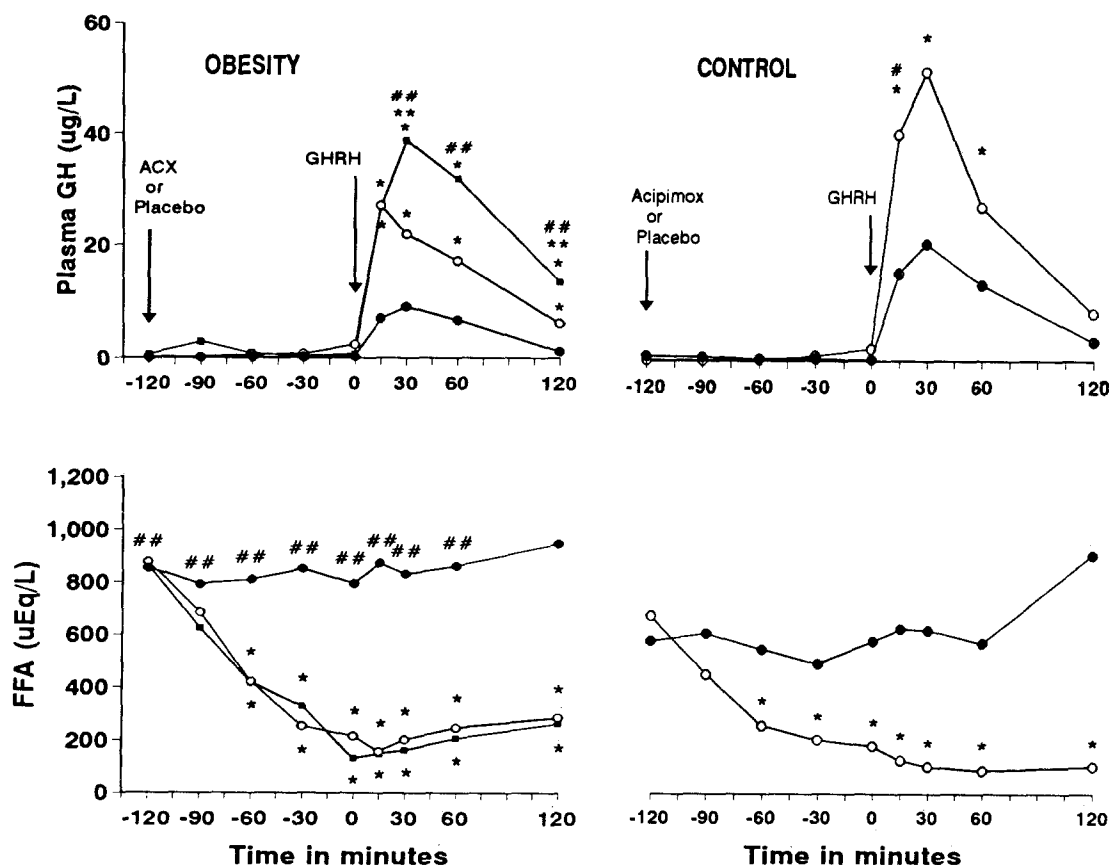 60
40
20
0
Plasma GH (ug/L)
OBESITY
ACX
or
Placebo
GHRH
##
**
*
##
*
*
*
*
*
##
**
*
*
-120 -90 -60 -30 0 30 60 120
CONTROL
Acipimox
or
Placebo
GHRH
#
*
*
*
-120 -90 -60 -30 0 30 60 120
1,200
1,000
800
600
400
200
0
FFA (uEq/L)
## ## ## ## ## ## ## ##
* * * * * * *
* * * * * * *
-120 -90 -60 -30 0 30 60 120
Time in minutes
* * * * * * *
-120 -90 -60 -30 0 30 60 120
Time in minutes